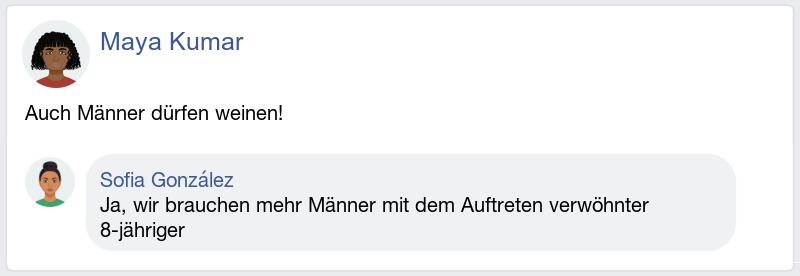 Maya Kumar
Auch Männer dürfen weinen!
Sofia González
Ja, wir brauchen mehr Männer mit dem Auftreten verwöhnter
8-jähriger